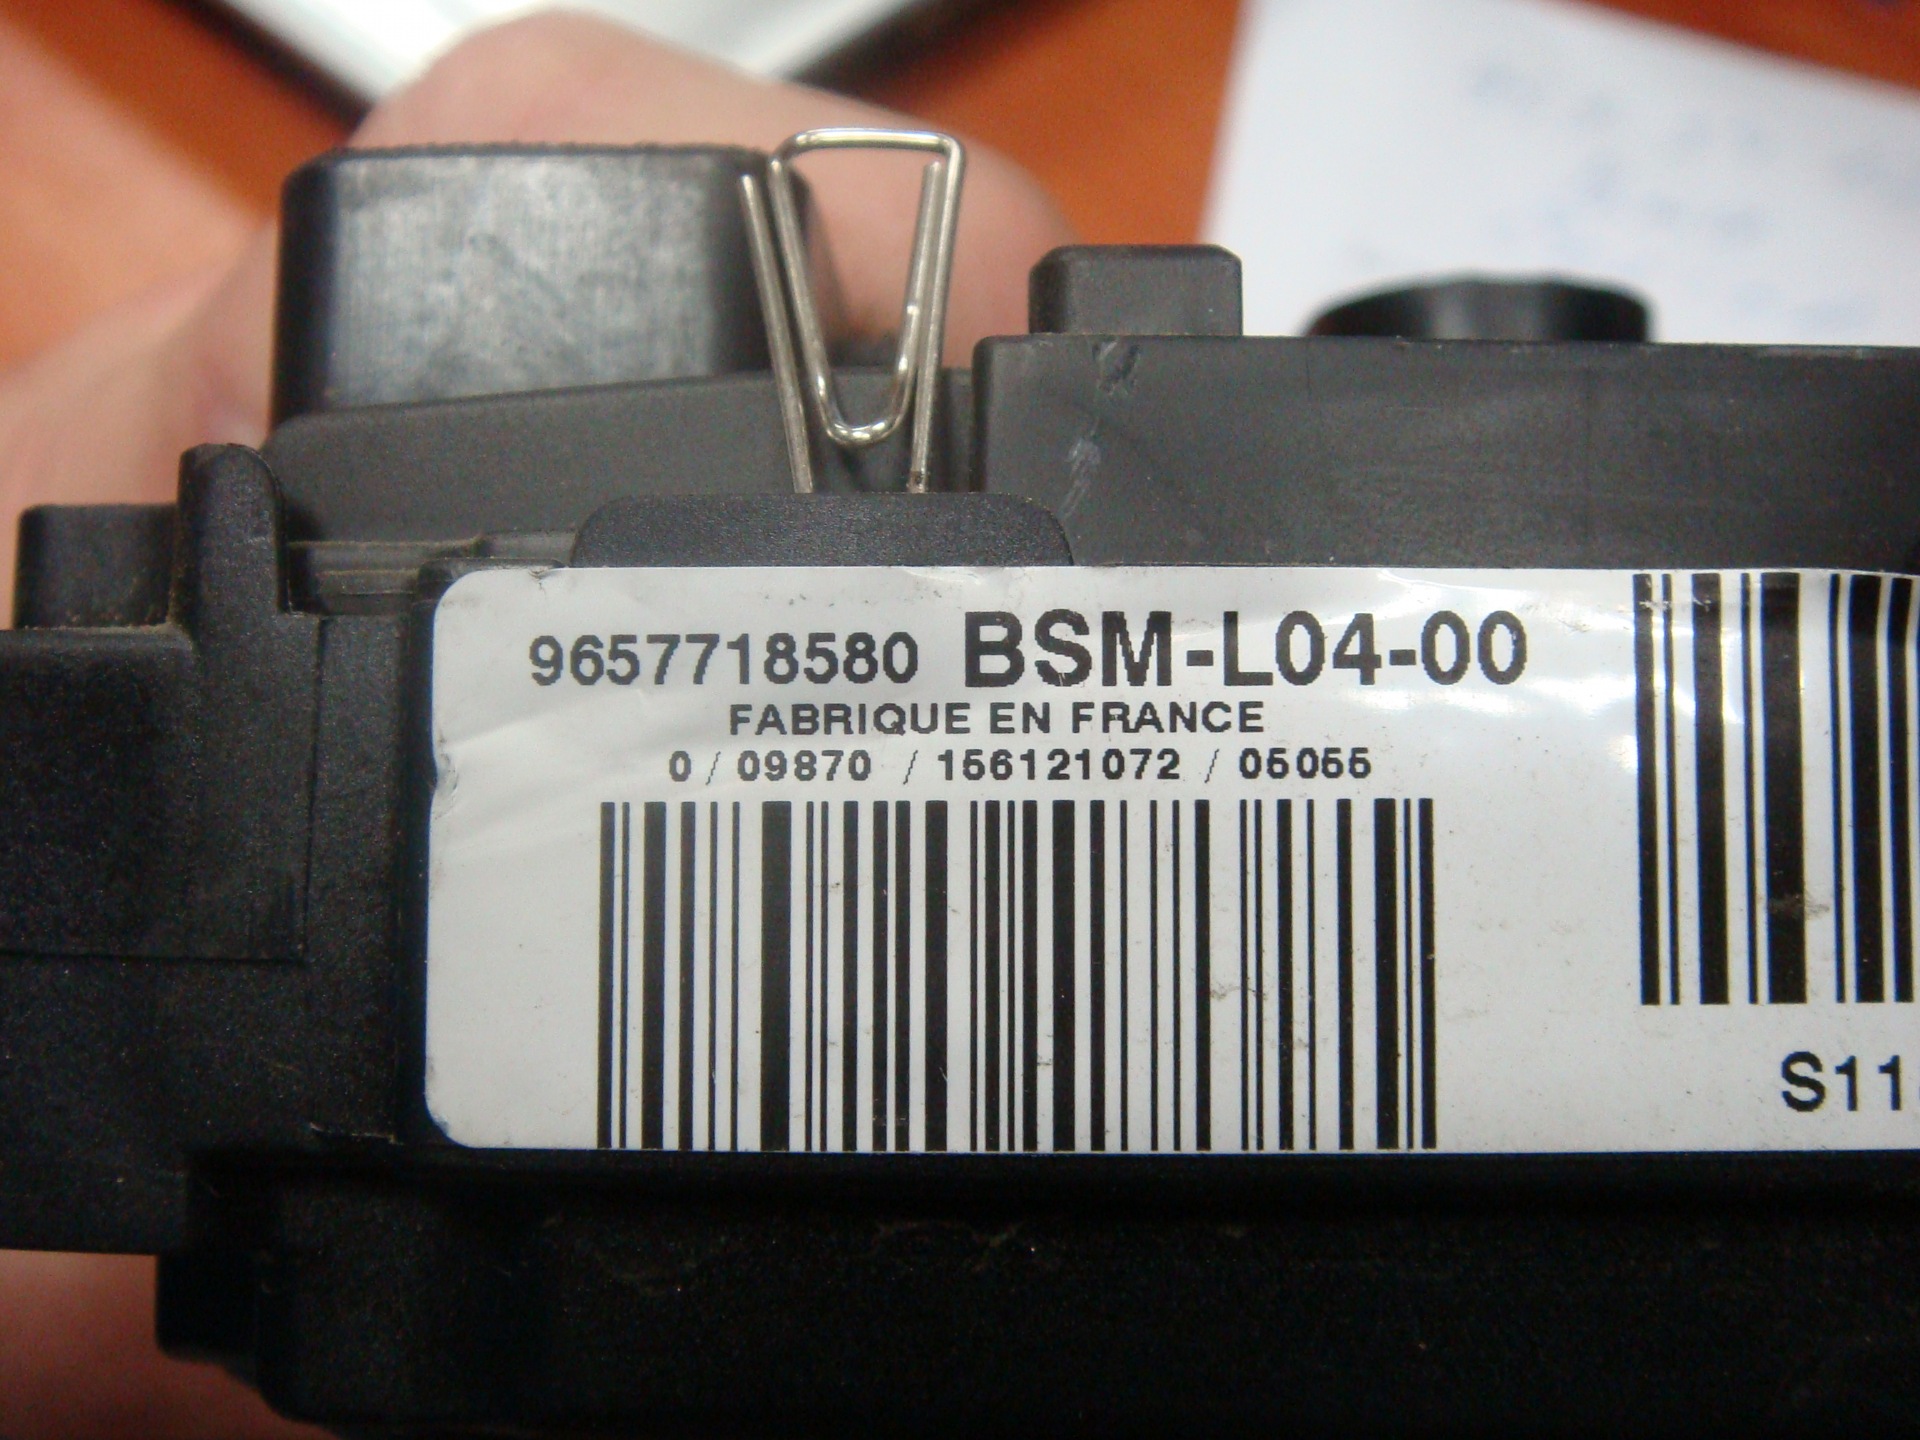 9657718580 BSM-L04-00
FABRIQUE EN FRANCE
0 / 09870 / 156121072 / 05055
S11